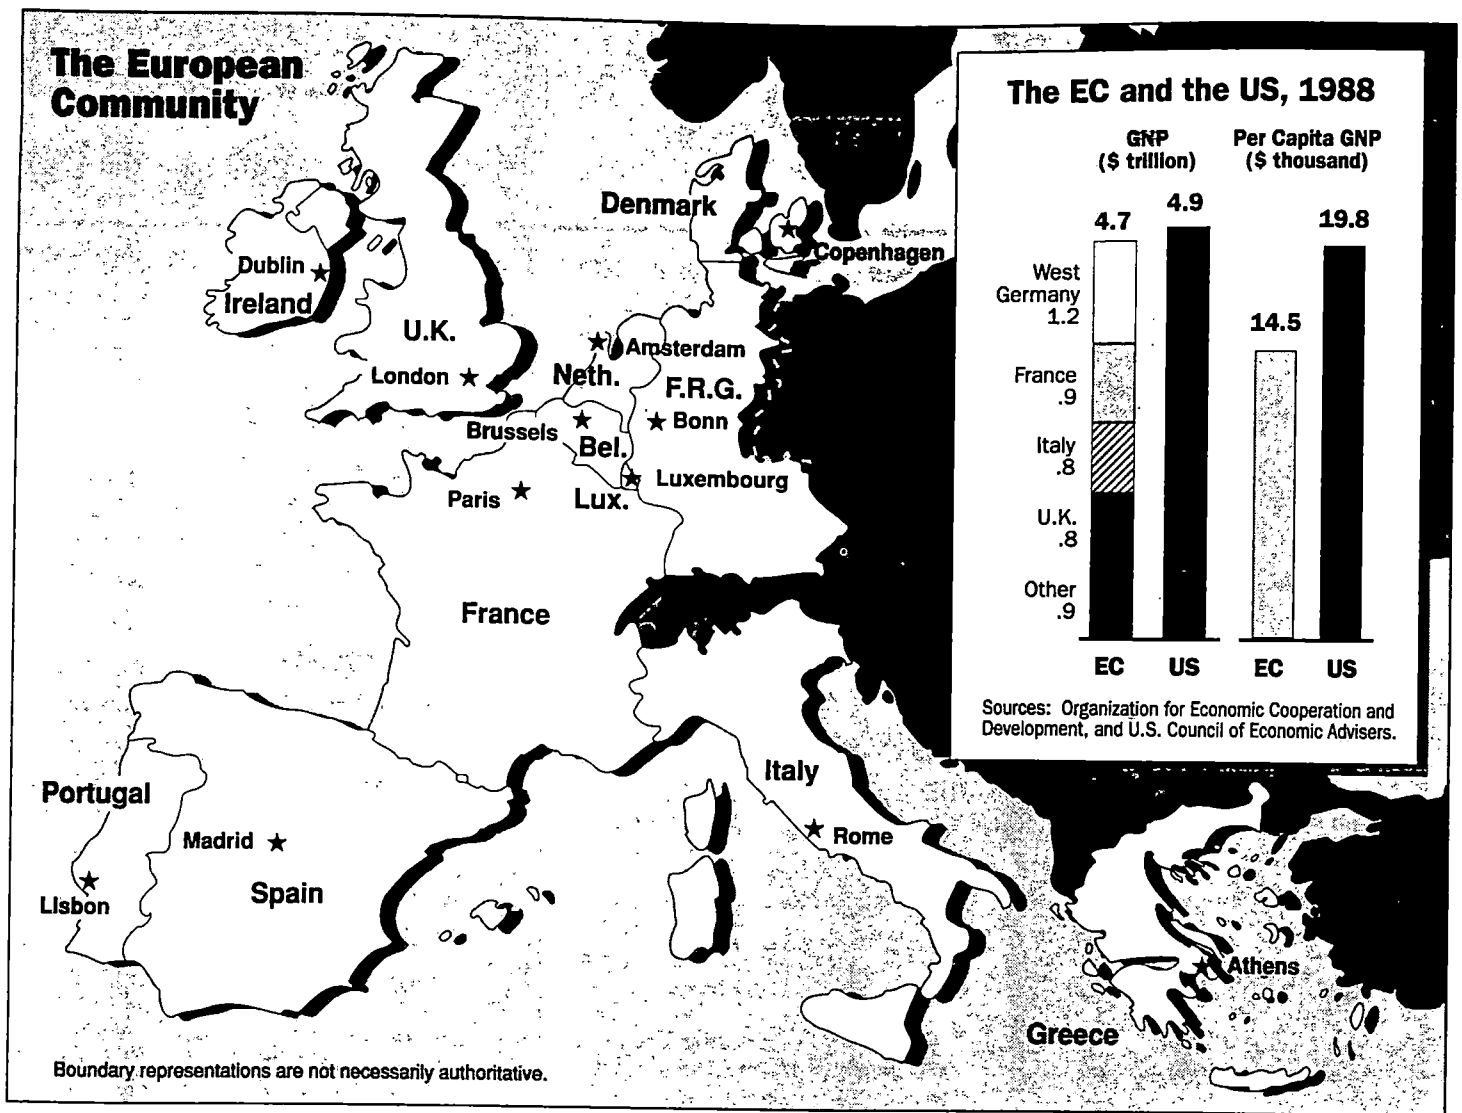 The European
Community
The EC and the US, 1988
GNP
($ trillion)
Per Capita GNP
($ thousand)
4.7
4.9
14.5
19.8
West
Germany
1.2
France
.9
Italy
.8
U.K.
.8
Other
.9
EC
US
EC
US
Sources: Organization for Economic Cooperation and
Development, and U.S. Council of Economic Advisers.
Denmark
Copenhagen
Dublin
Ireland
U.K.
London
Amsterdam
Neth.
F.R.G.
Bonn
Brussels
Bel.
Luxembourg
Lux.
Paris
France
Portugal
Madrid
Lisbon
Spain
Italy
Rome
Athens
Greece
Boundary representations are not necessarily authoritative.